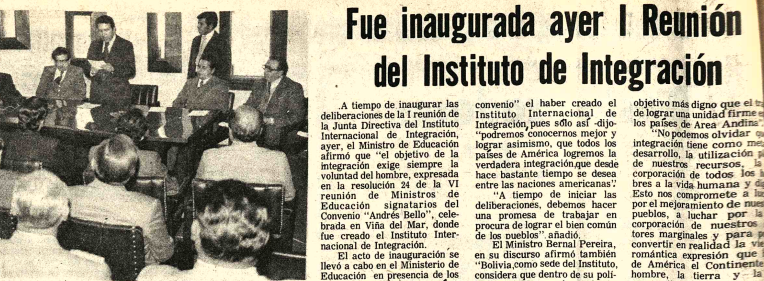 Fue inaugurada ayer I Reunión
del Instituto de Integración
.A tiempo de inaugurar las
deliberaciones de la I reunión de
la Junta Directiva del Instituto
Internacional de Integración,
ayer, el Ministro de Educación
afirmó que "el objetivo de la
integración exige siempre la
voluntad del hombre, expresada
en la resolución 24 de la VI
reunión de Ministros de
Educación signatarios del
Convenio "Andrés Bello", cele-
brada en Viña del Mar, donde
fue creado el Instituto Inter-
nacional de Integración.
El acto de inauguración se
llevó a cabo en el Ministerio de
Educación en presencia de los
convenio" el haber creado el
Instituto Internacional de
Integración, pues sólo así -dijo-
"podremos conocernos mejor y
lograr asimismo, que todos los
países de América logremos la
verdadera integración, que desde
hace bastante tiempo se desea
entre las naciones americanas".
"A tiempo de iniciar las
deliberaciones, debemos hacer
una promesa de trabajar en
procura de lograr el bien común
de los pueblos". añadió.
El Ministro Bernal Pereira,
en su discurso afirmó también
"Bolivia, como sede del Instituto,
considera que dentro de su polí-
objetivo más digno que el
de lograr una unidad firme
los países de Area Andina".
"No podemos olvidar
integración tiene como
desarrollo, la utilización
de nuestros recursos, la
corporación de todos los
bres a la vida humana y
Esto nos compromete a
por el mejoramiento de
pueblos, a luchar por la
corporación de nuestros
tores marginales y para
convertir en realidad la
romántica expresión que
de América el Continente
hombre, la tierra y la